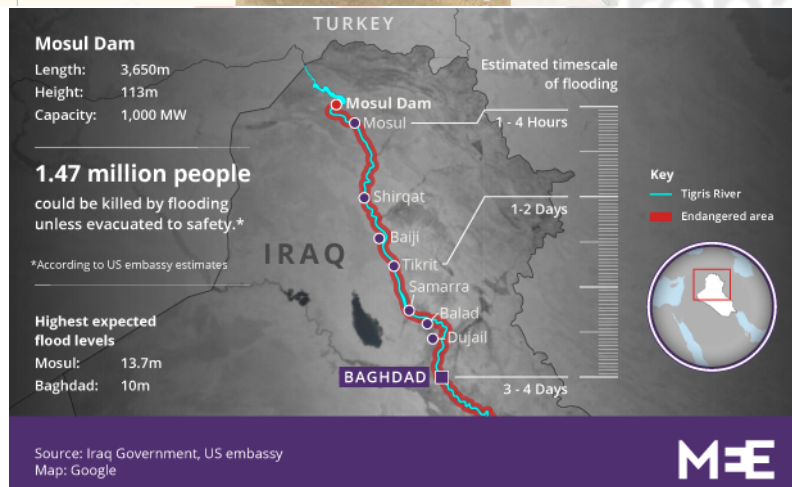 TURKEY
Mosul Dam
Length: 3,650m
Height: 113m
Capacity: 1,000 MW
1.47 million people
could be killed by flooding
unless evacuated to safety.*
*According to US embassy estimates
Highest expected
flood levels
Mosul: 13.7m
Baghdad: 10m
IRAQ
Mosul Dam
Mosul
Shirqat
Baiji
Tikrit
Samarra
Balad
Dujail
BAGHDAD
Estimated timescale
of flooding
1 - 4 Hours
1-2 Days
3 - 4 Days
Key
Tigris River
Endangered area
Source: Iraq Government, US embassy
Map: Google
MEE